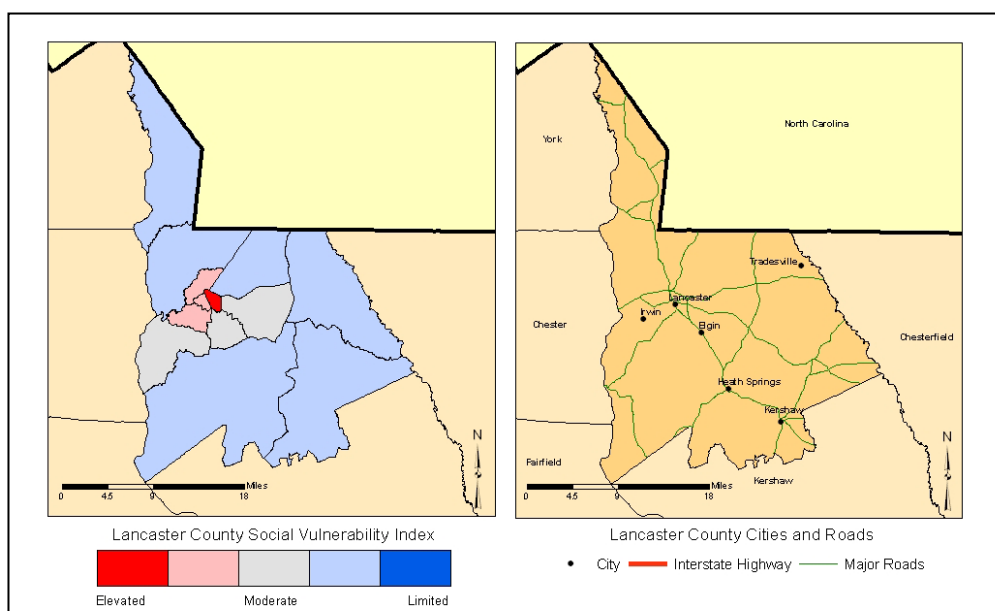 N
0 4.5 9 18 Miles
Lancaster County Social Vulnerability Index
Elevated Moderate Limited
North Carolina
York
Tradesville
Lancaster
Irwin
Chester
Elgin
Chesterfield
Heath Springs
Kershaw
N
Fairfield
Kershaw
0 4.5 9 18 Miles
Lancaster County Cities and Roads
City Interstate Highway Major Roads